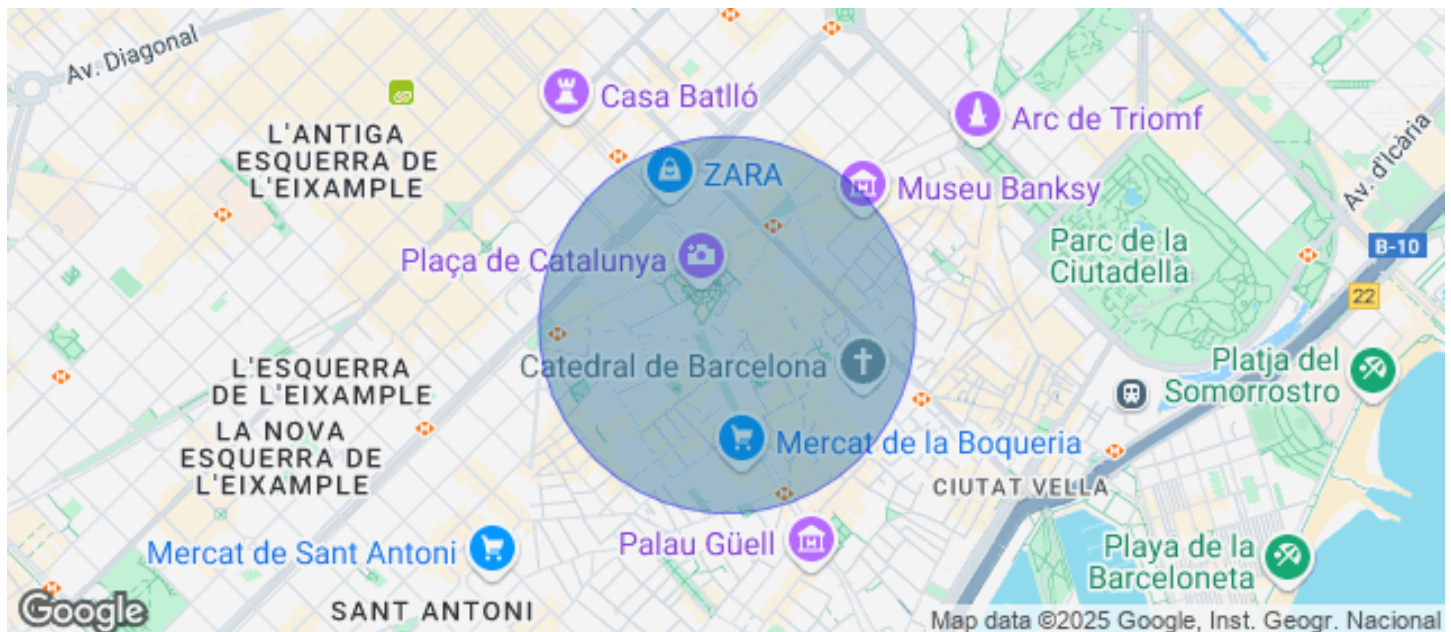 Av. Diagonal
Casa Batlló
Arc de Triomf
Av. d'Icària
L'ANTIGA
ESQUERRA DE
L'EIXAMPLE
ZARA
Museu Banksy
Parc de la
Ciutadella
B-10
22
Plaça de Catalunya
Catedral de Barcelona
Platja del
Somorrostro
L'ESQUERRA
DE L'EIXAMPLE
LA NOVA
ESQUERRA DE
L'EIXAMPLE
Mercat de la Boqueria
CIUTAT VELLA
Mercat de Sant Antoni
Palau Güell
Playa de la
Barceloneta
SANT ANTONI
Google
Map data ©2025 Google, Inst. Geogr. Nacional